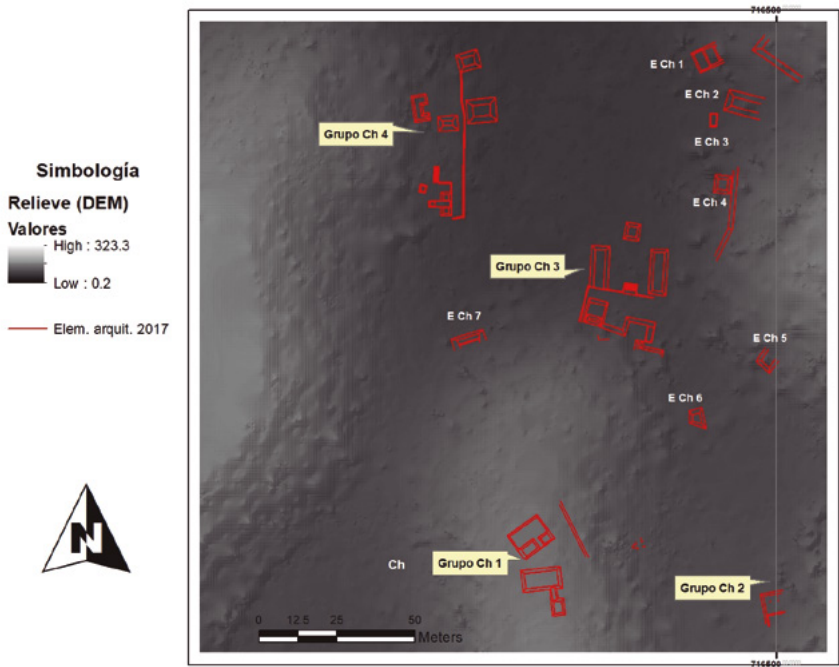 716500
Simbología
Relieve (DEM)
Valores
High : 323.3
Low : 0.2
Elem. arquit. 2017
N
E Ch 1
E Ch 2
E Ch 3
E Ch 4
Grupo Ch 4
Grupo Ch 3
E Ch 7
E Ch 5
E Ch 6
Ch
Grupo Ch 1
Grupo Ch 2
0 12.5 25 50
Meters
716500